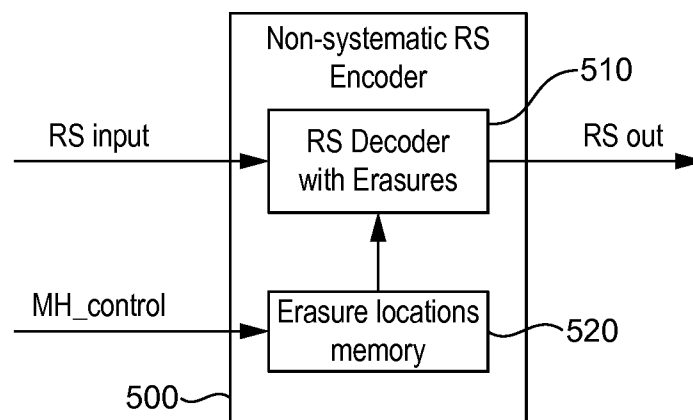 Non-systematic RS
Encoder
510
RS input
RS Decoder
with Erasures
RS out
MH_control
Erasure locations
memory
520
500